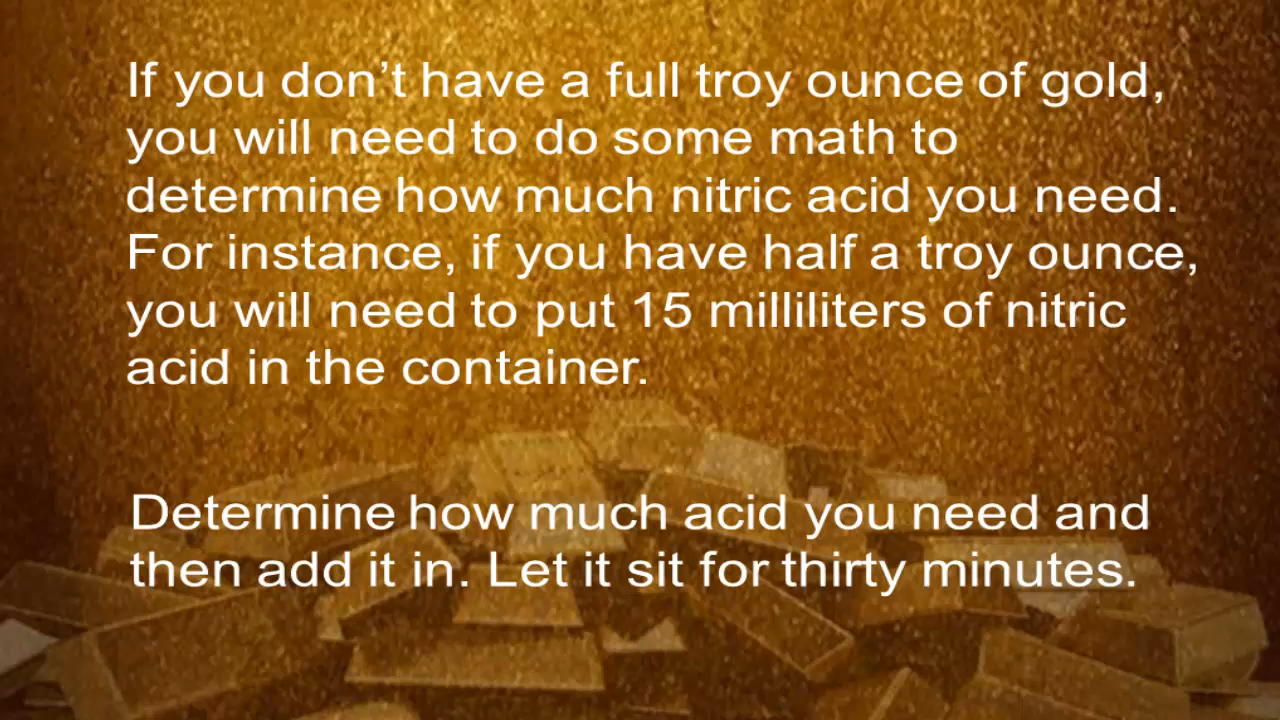 If you don’t have a full troy ounce of gold,
you will need to do some math to
determine how much nitric acid you need.
For instance, if you have half a troy ounce,
you will need to put 15 milliliters of nitric
acid in the container.
Determine how much acid you need and
then add it in. Let it sit for thirty minutes.